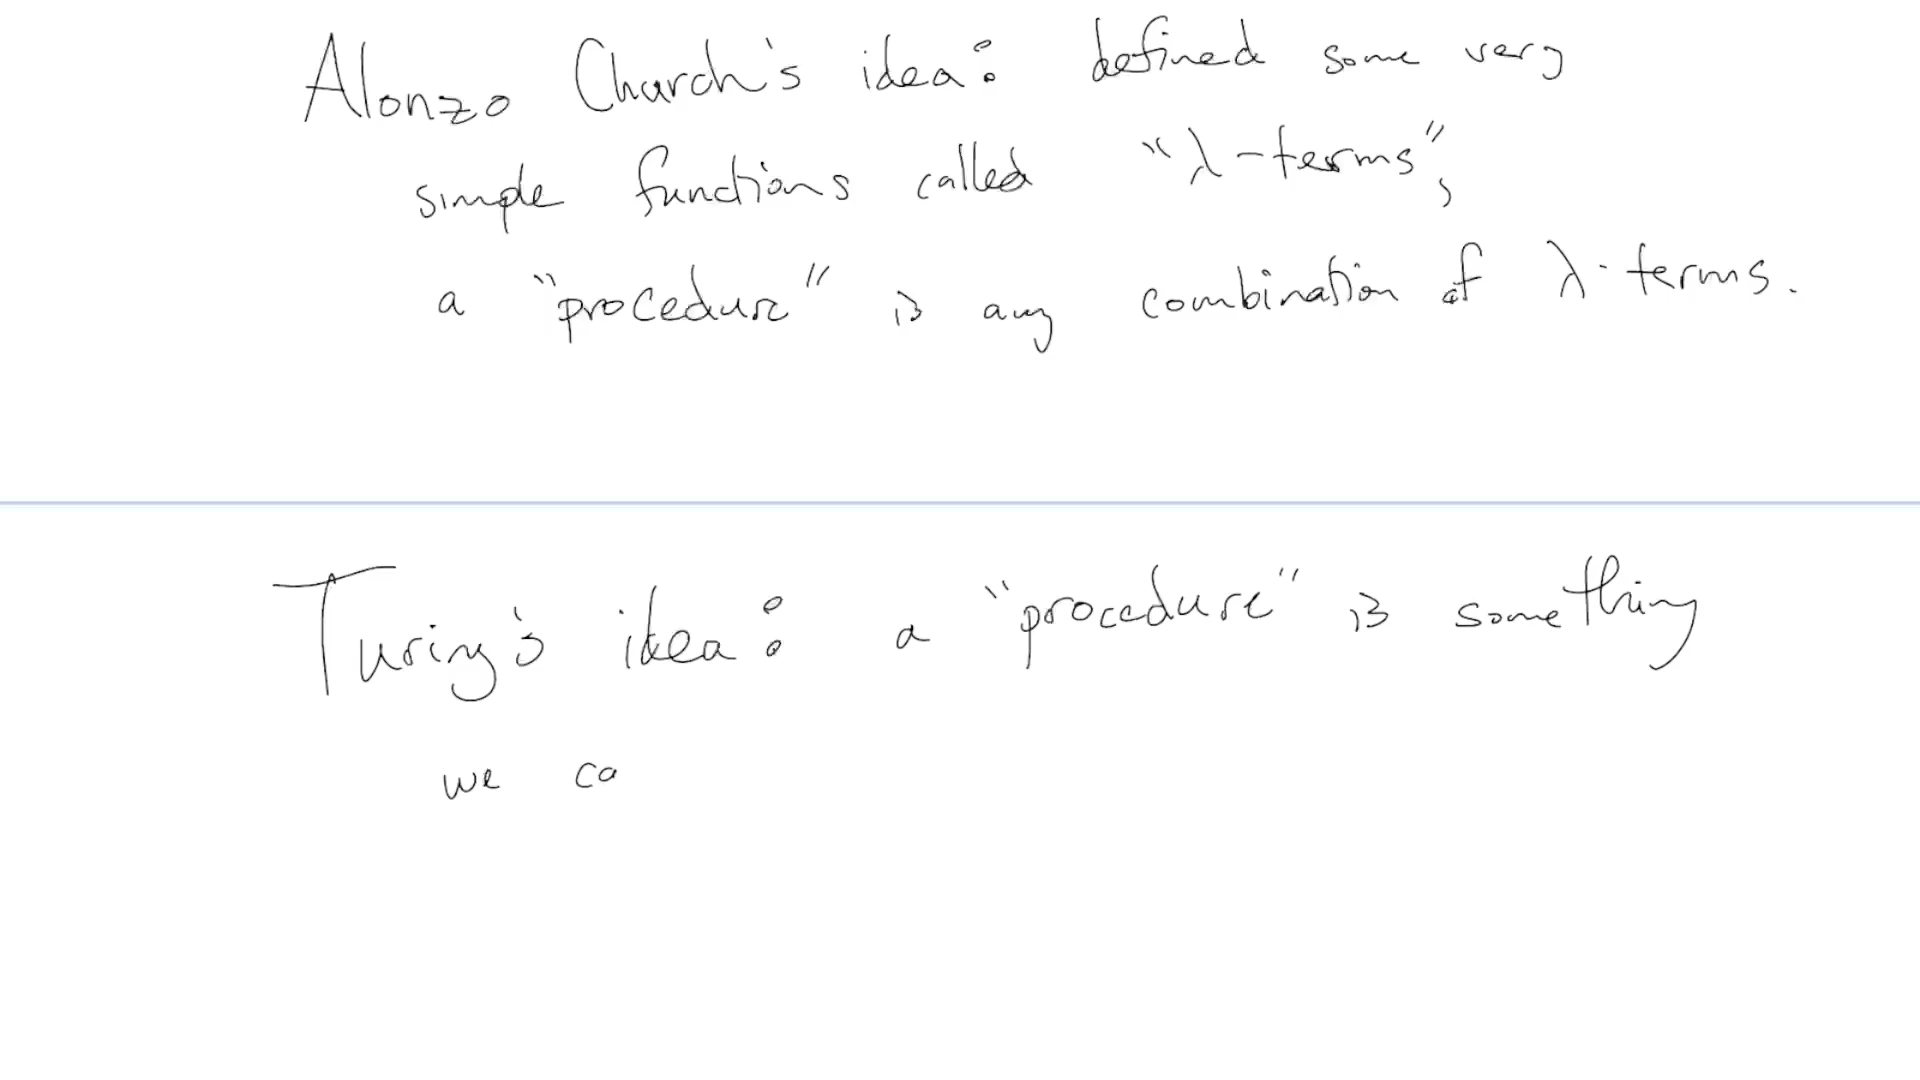 Alonzo Church's idea: defined some very
simple functions called "λ-terms",
a "procedure" is any combination of λ-terms.
Turing's idea: a "procedure" is something
we ca